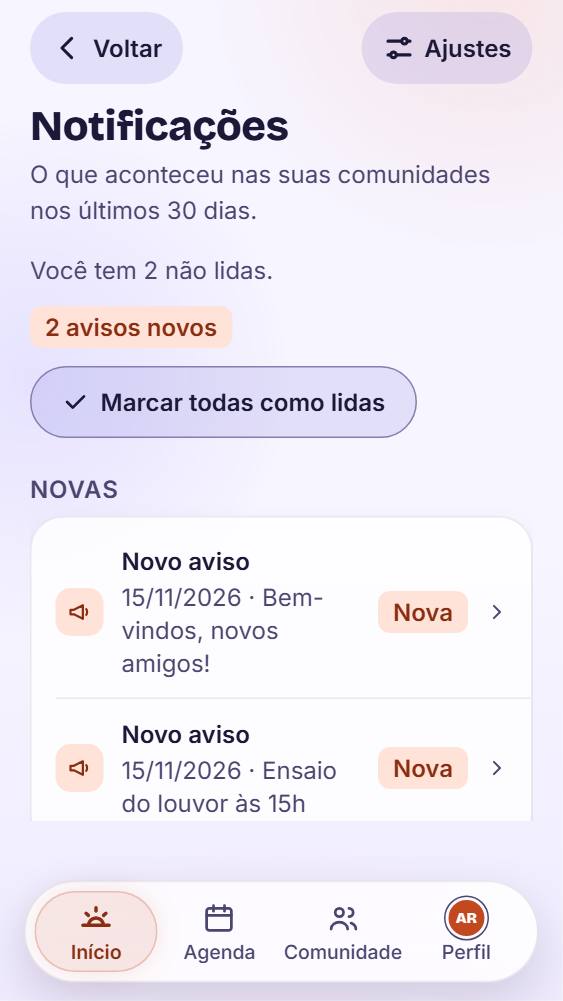 Voltar
Ajustes
Notificações
O que aconteceu nas suas comunidades
nos últimos 30 dias.
Você tem 2 não lidas.
2 avisos novos
Marcar todas como lidas
NOVAS
Novo aviso
15/11/2026 · Bem-
vindos, novos
amigos!
Nova
Novo aviso
15/11/2026 · Ensaio
do louvor às 15h
Nova
Início
Agenda
Comunidade
AR
Perfil